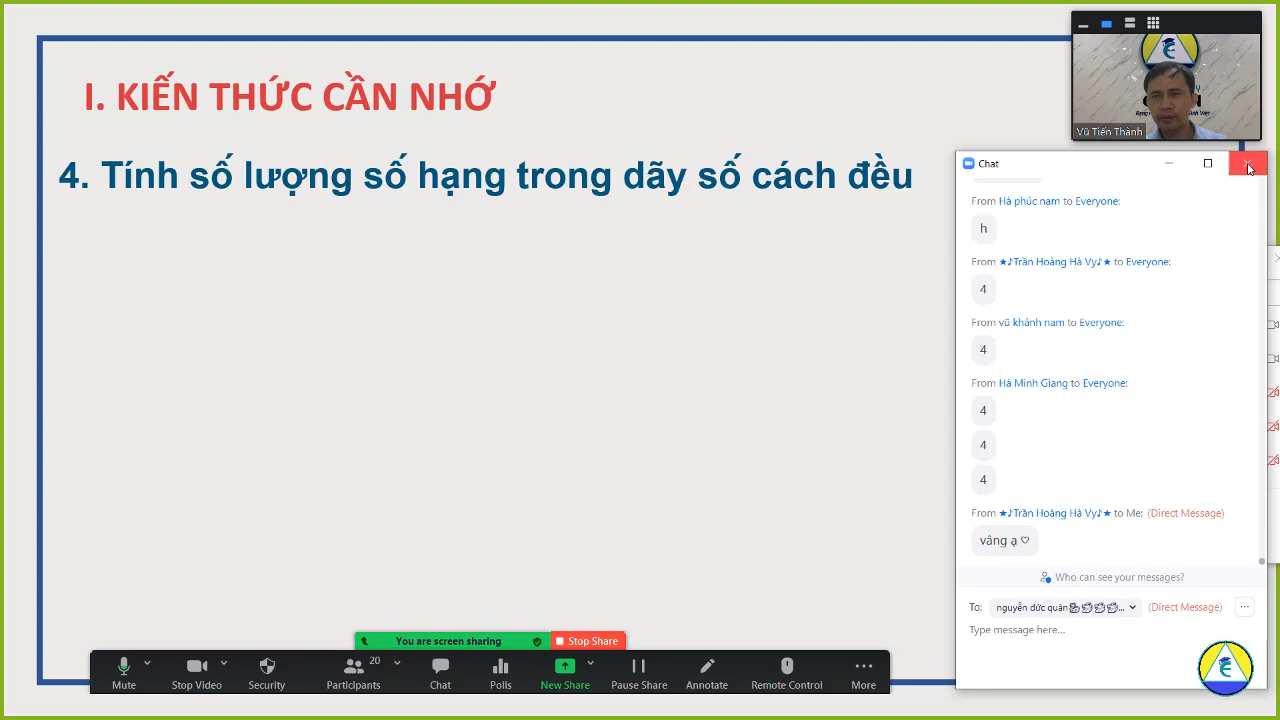 I. KIẾN THỨC CẦN NHỚ
4. Tính số lượng số hạng trong dãy số cách đều
Vũ Tiến Thành
Chat
From Hà phúc nam to Everyone:
h
From ★♪Trần Hoàng Hà Vy♪★ to Everyone:
4
From vũ khánh nam to Everyone:
4
From Hà Minh Giang to Everyone:
4
4
4
From ★♪Trần Hoàng Hà Vy♪★ to Me: (Direct Message)
vâng ạ ♡
Who can see your messages?
To: nguyễn đức quân... (Direct Message)
Type message here...
You are screen sharing
Stop Share
20
Mute
Stop Video
Security
Participants
Chat
Polls
New Share
Pause Share
Annotate
Remote Control
More